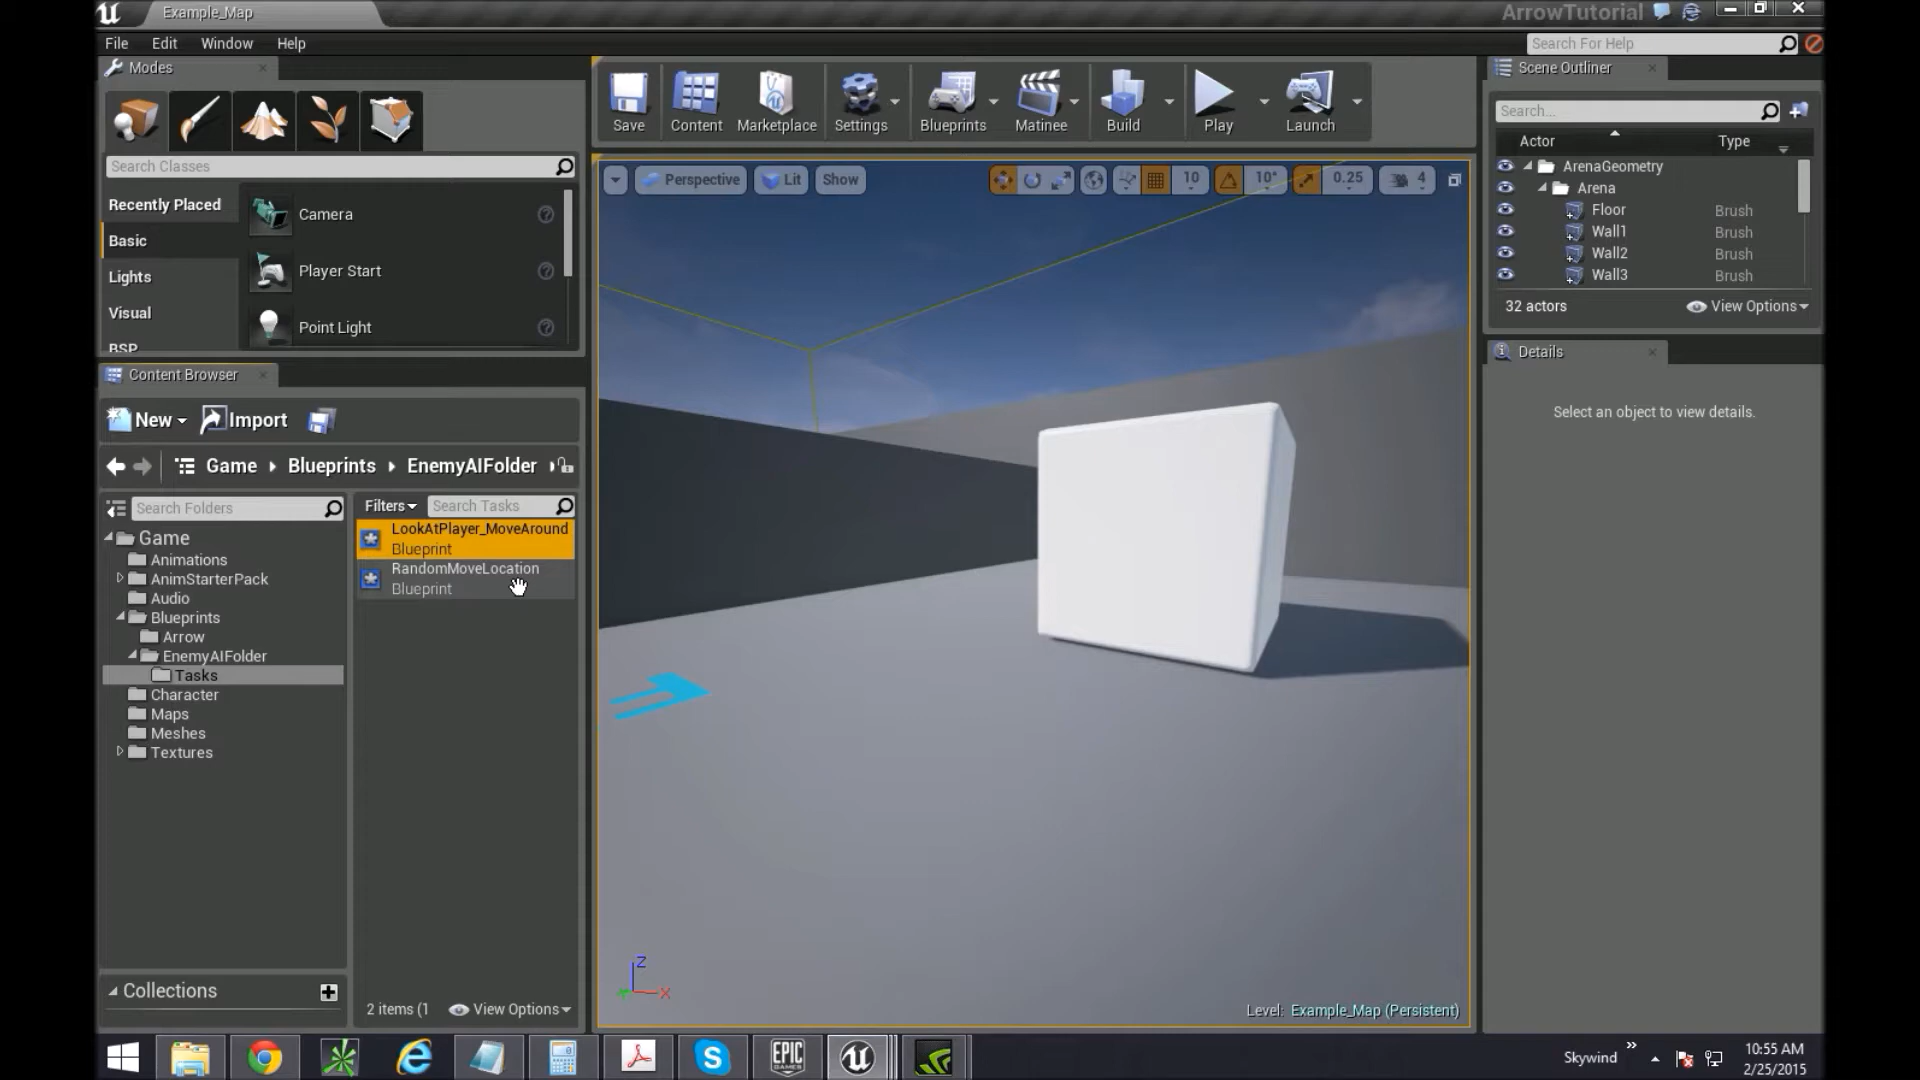 Example_Map
ArrowTutorial
File Edit Window Help
Search For Help
Modes
Search Classes
Recently Placed
Basic
Lights
Visual
BSP
Camera
Player Start
Point Light
Save
Content
Marketplace
Settings
Blueprints
Matinee
Build
Play
Launch
Perspective
Lit
Show
10
10°
0.25
4
Scene Outliner
Search...
Actor Type
ArenaGeometry
Arena
Floor Brush
Wall1 Brush
Wall2 Brush
Wall3 Brush
32 actors
View Options
Details
Select an object to view details.
Content Browser
New
Import
Game Blueprints EnemyAIFolder
Search Folders
Game
Animations
AnimStarterPack
Audio
Blueprints
Arrow
EnemyAIFolder
Tasks
Character
Maps
Meshes
Textures
Filters
Search Tasks
LookAtPlayer_MoveAround
Blueprint
RandomMoveLocation
Blueprint
Collections
2 items (1
View Options
Z
X
Level: Example_Map (Persistent)
EPIC
GAMES
Skywind
10:55 AM
2/25/2015